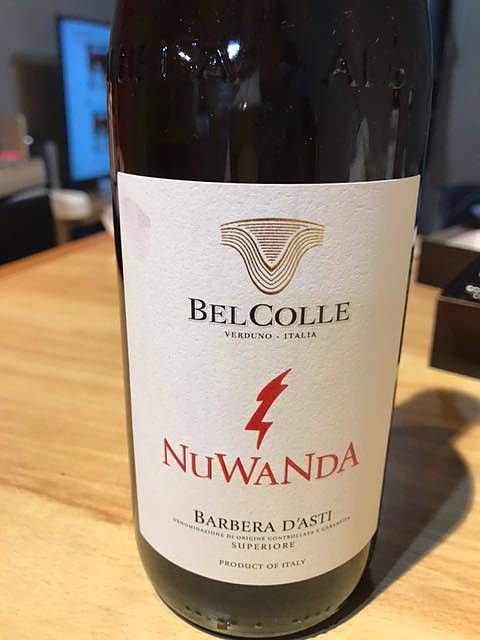 BELCOLLE
VERDUNO - ITALIA
NUWANDA
BARBERA D'ASTI
DENOMINAZIONE DI ORIGINE CONTROLLATA E GARANTITA
SUPERIORE
PRODUCT OF ITALY